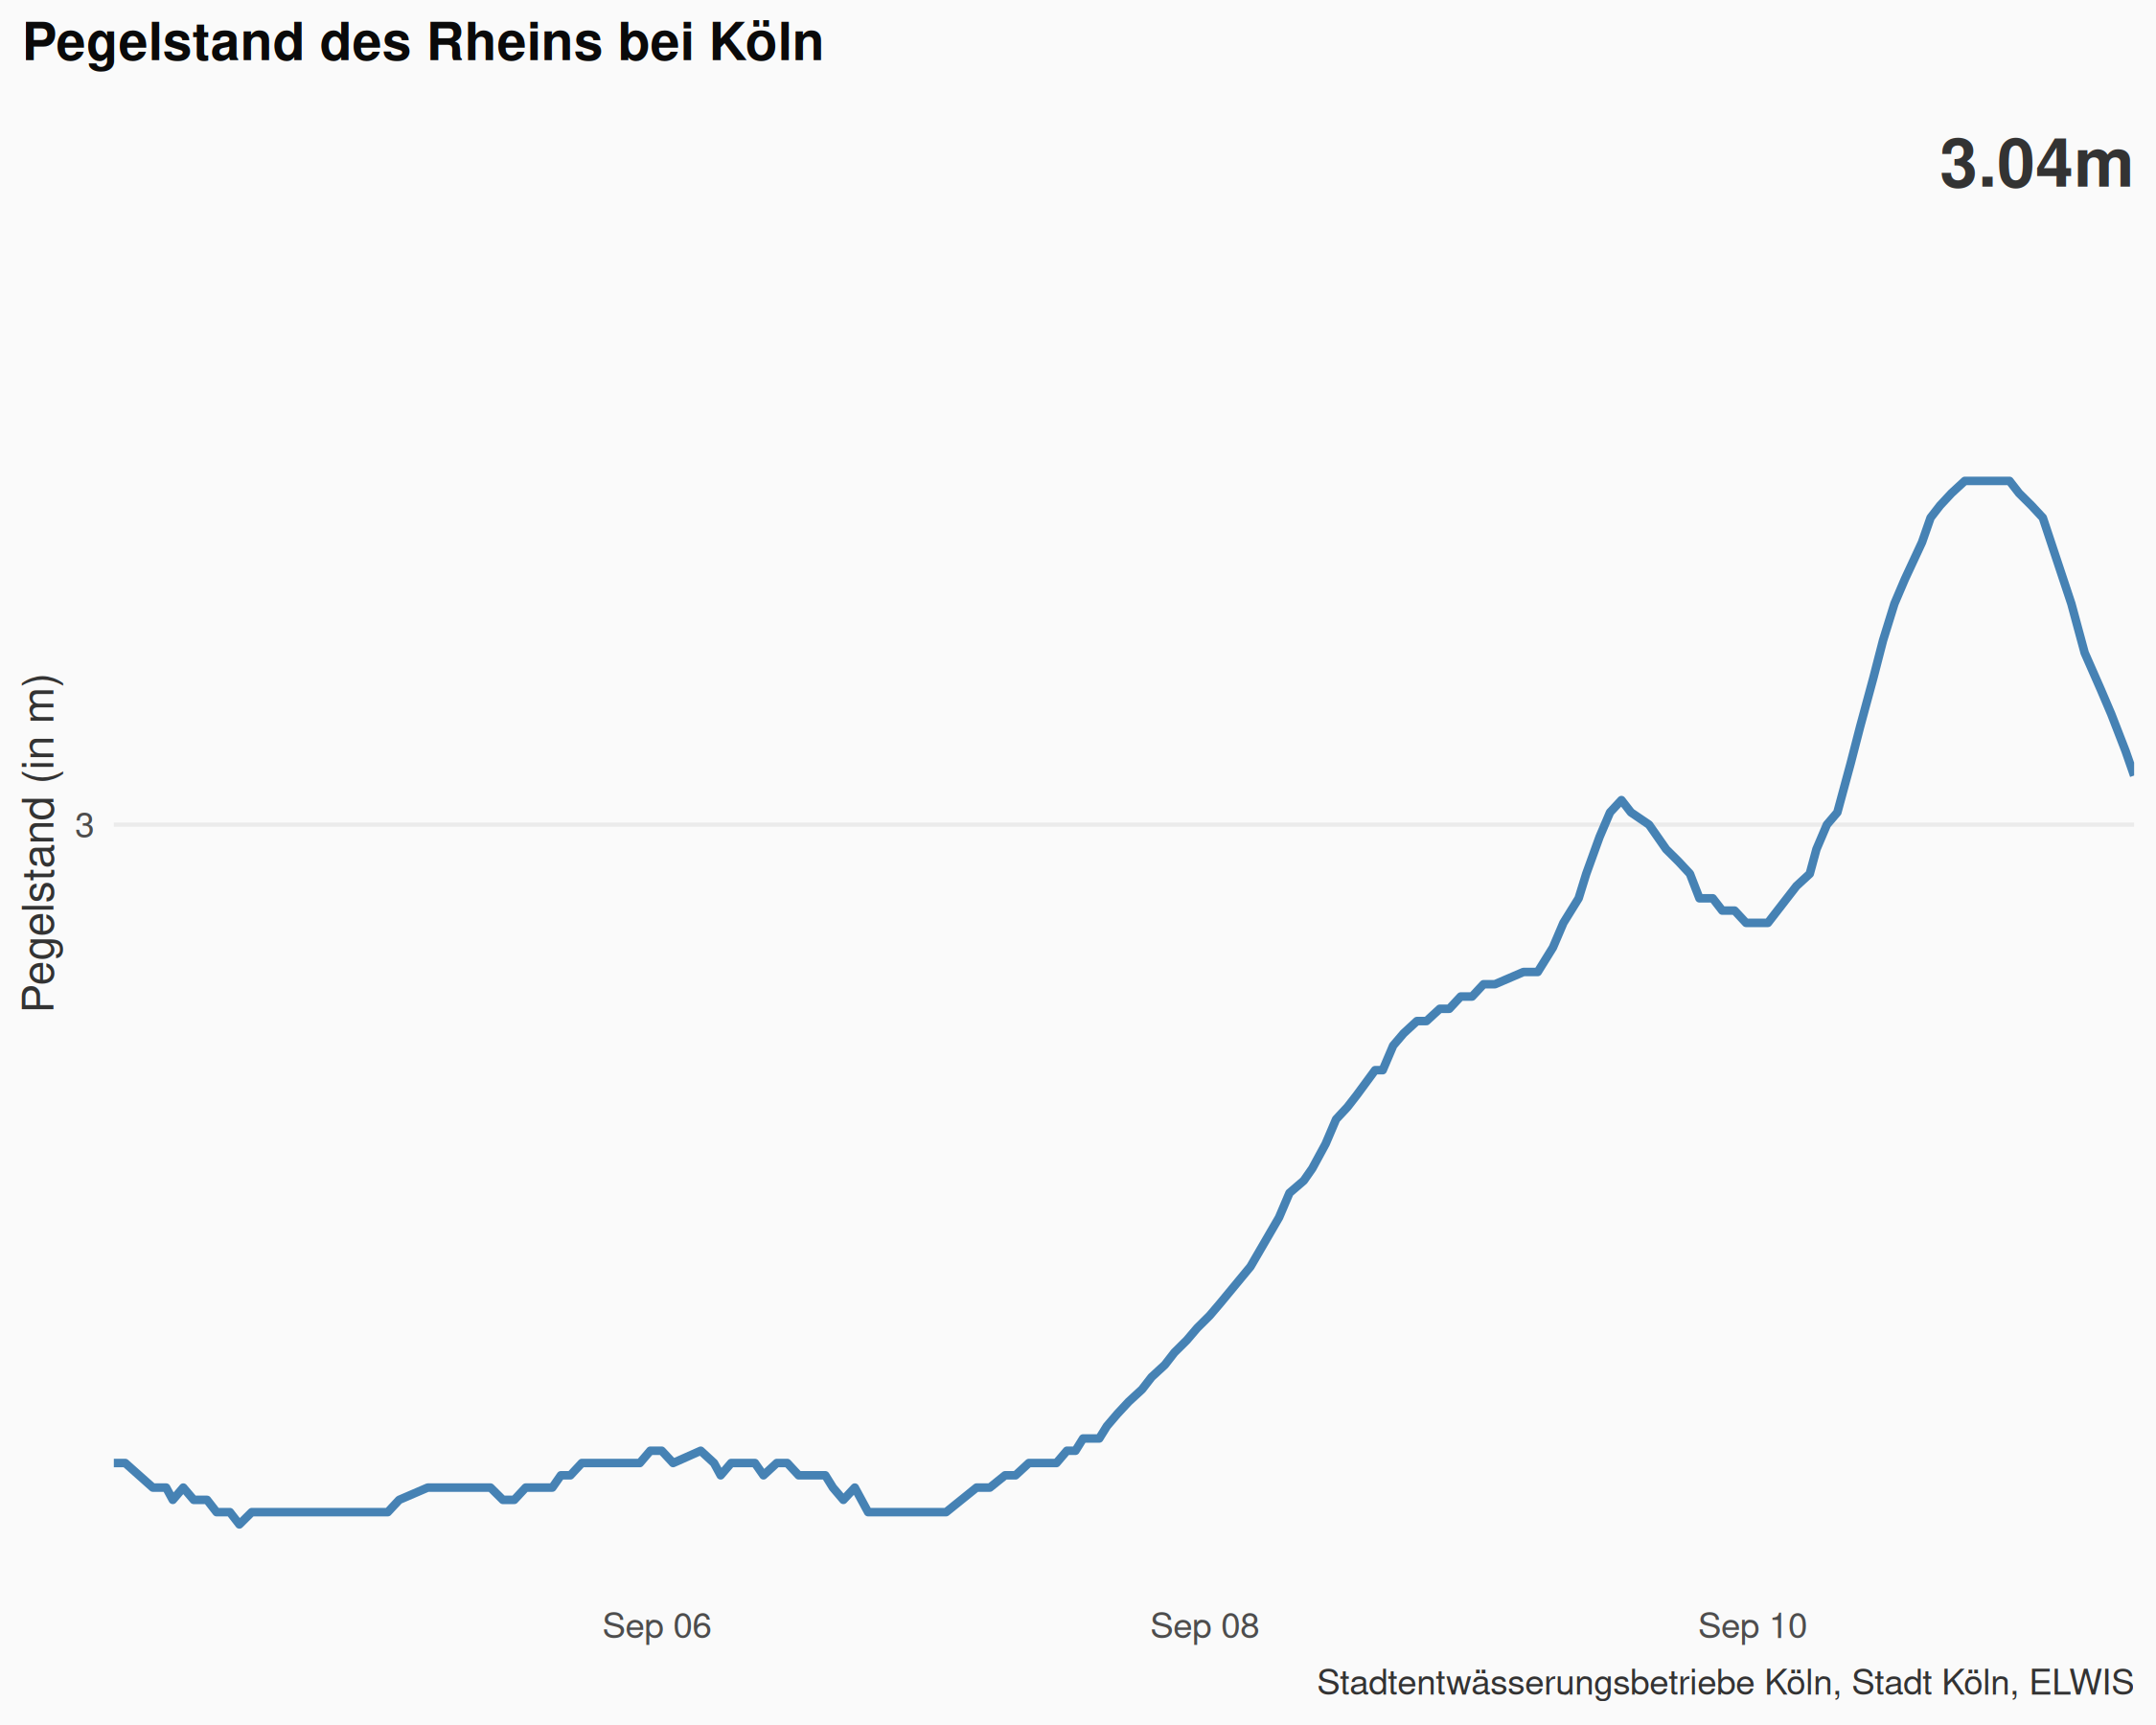 Pegelstand des Rheins bei Köln
3.04m
Pegelstand (in m)
3
Sep 06
Sep 08
Sep 10
Stadtentwässerungsbetriebe Köln, Stadt Köln, ELWIS